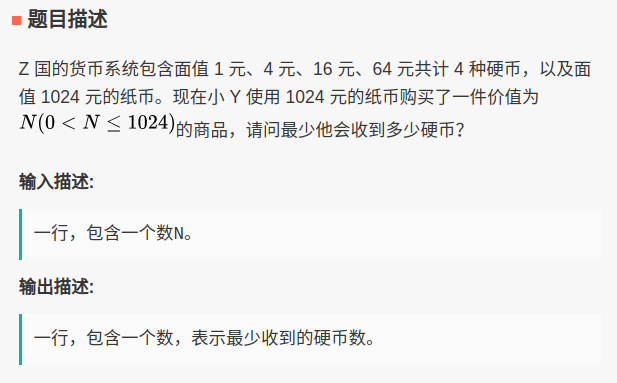 题目描述
Z 国的货币系统包含面值 1 元、4 元、16 元、64 元共计 4 种硬币，以及面
值 1024 元的纸币。现在小 Y 使用 1024 元的纸币购买了一件价值为
N(0 < N ≤ 1024)的商品，请问最少他会收到多少硬币？
输入描述:
一行，包含一个数N。
输出描述:
一行，包含一个数，表示最少收到的硬币数。